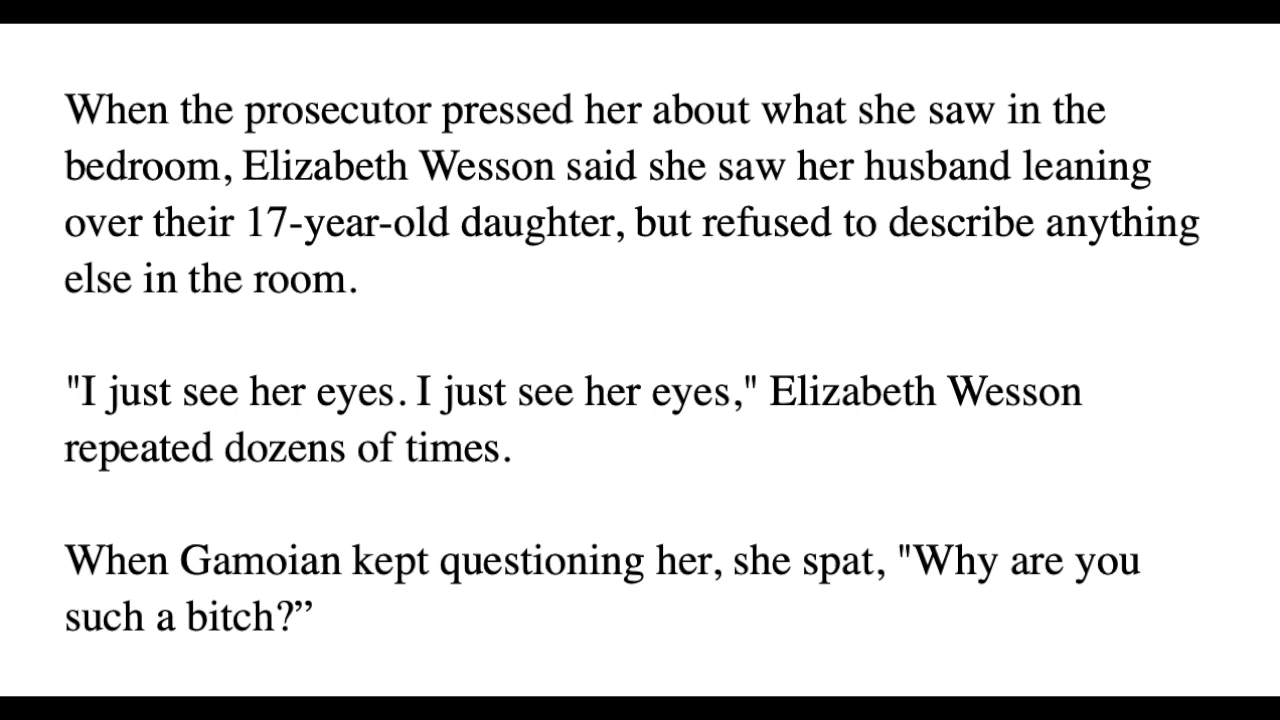 When the prosecutor pressed her about what she saw in the
bedroom, Elizabeth Wesson said she saw her husband leaning
over their 17-year-old daughter, but refused to describe anything
else in the room.
"I just see her eyes. I just see her eyes," Elizabeth Wesson
repeated dozens of times.
When Gamoian kept questioning her, she spat, "Why are you
such a bitch?”